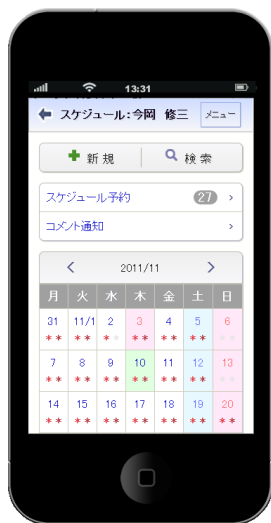 13:31
スケジュール:今岡 修三 メニュー
新規 検索
スケジュール予約 27 >
コメント通知 >
< 2011/11 >
月 火 水 木 金 土 日
31 11/1 2 3 4 5 6
** ** ** ** ** ** **
7 8 9 10 11 12 13
** ** ** ** ** ** **
14 15 16 17 18 19 20
** ** ** ** ** ** **